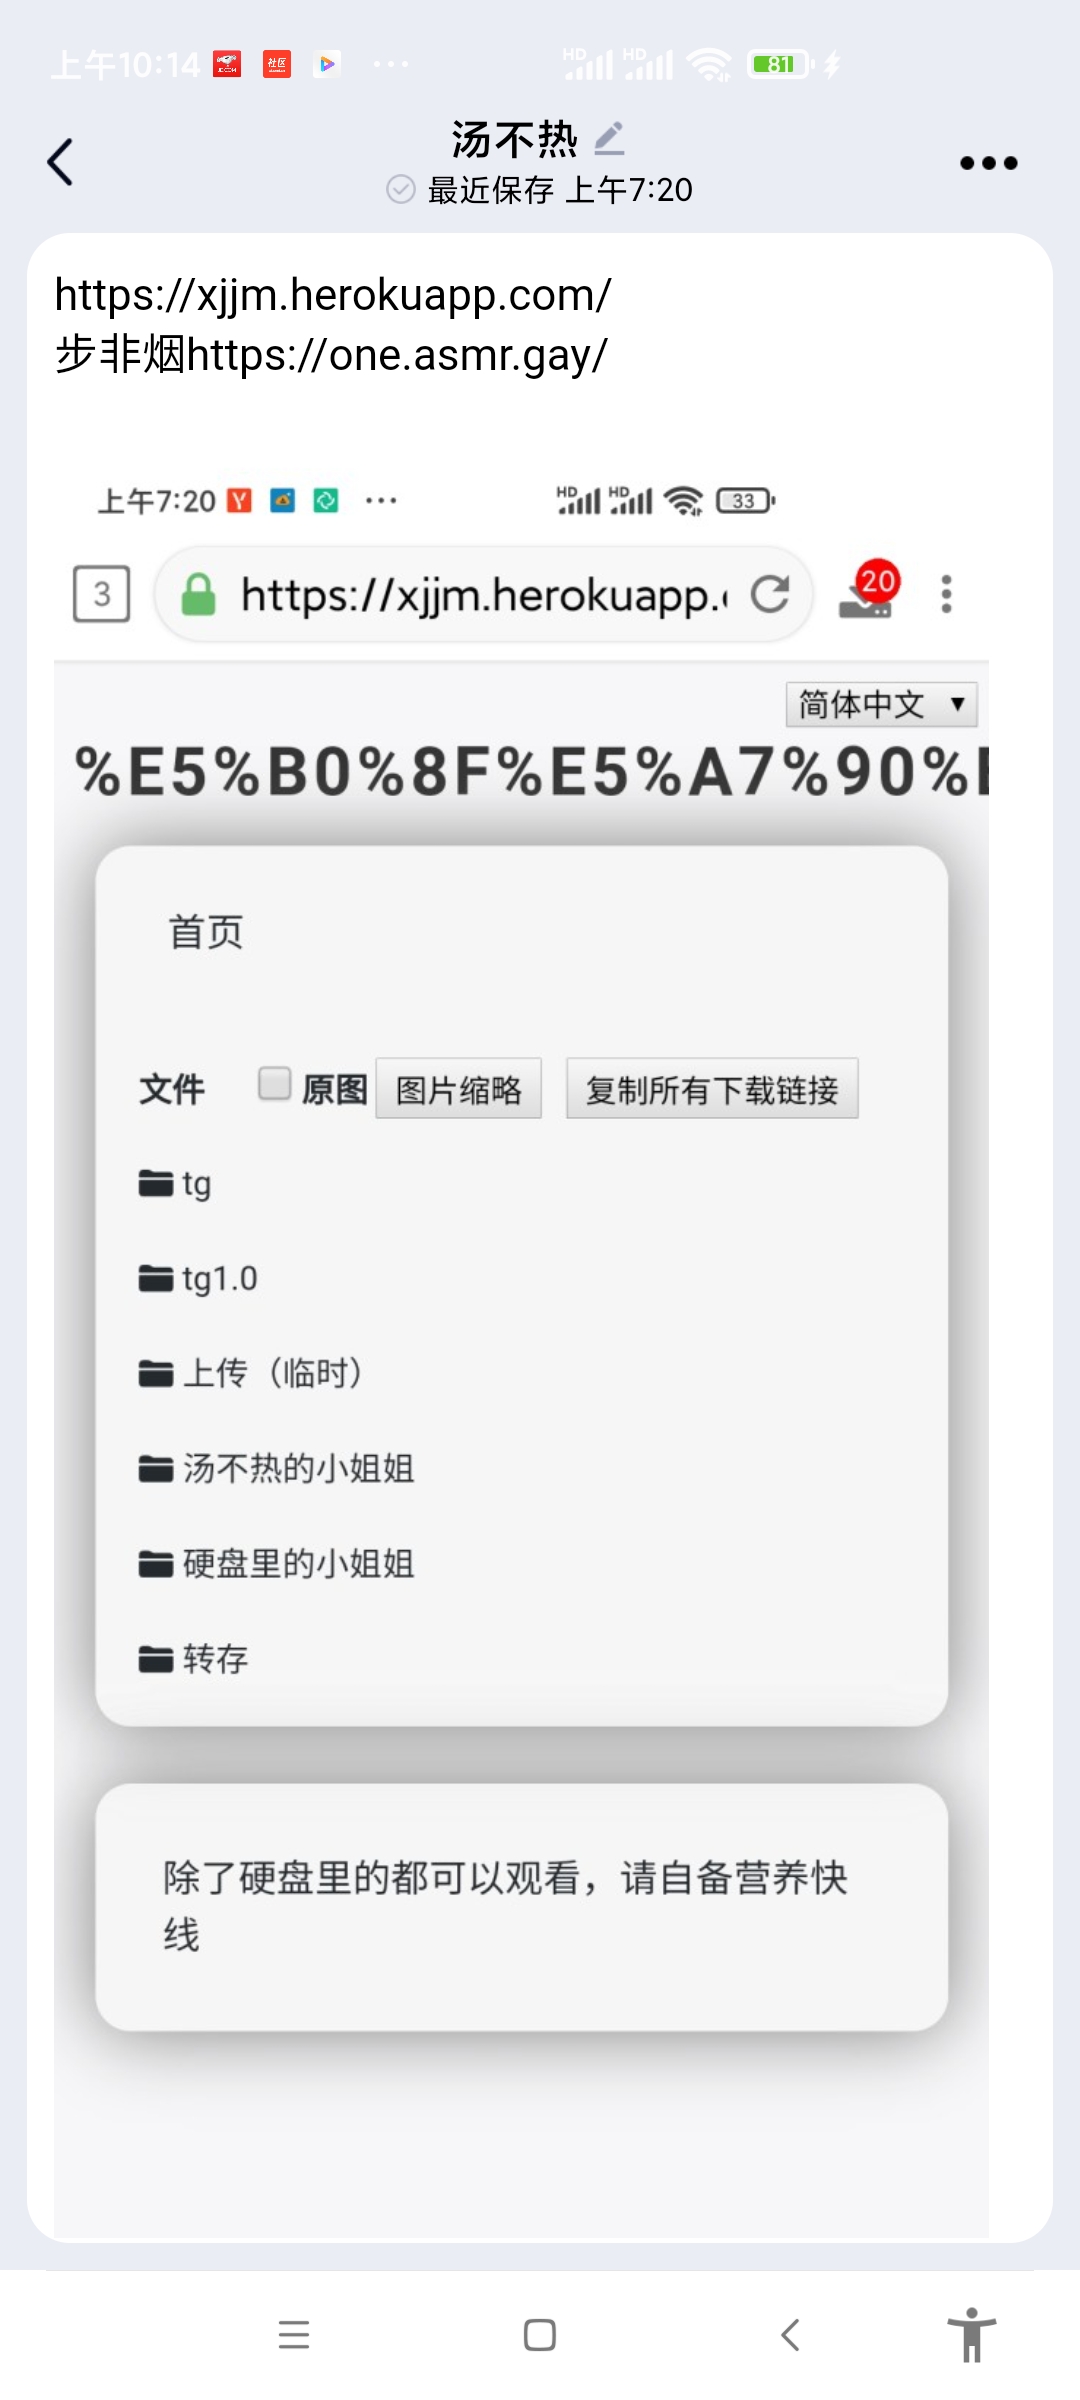 上午10:14
HD HD 81
汤不热
最近保存 上午7:20
https://xjjm.herokuapp.com/
步非烟https://one.asmr.gay/
上午7:20 HD HD 33
3 https://xjjm.herokuapp. 20
简体中文
%E5%B0%8F%E5%A7%90%
首页
文件 原图 图片缩略 复制所有下载链接
tg
tg1.0
上传（临时）
汤不热的小姐姐
硬盘里的小姐姐
转存
除了硬盘里的都可以观看，请自备营养快
线